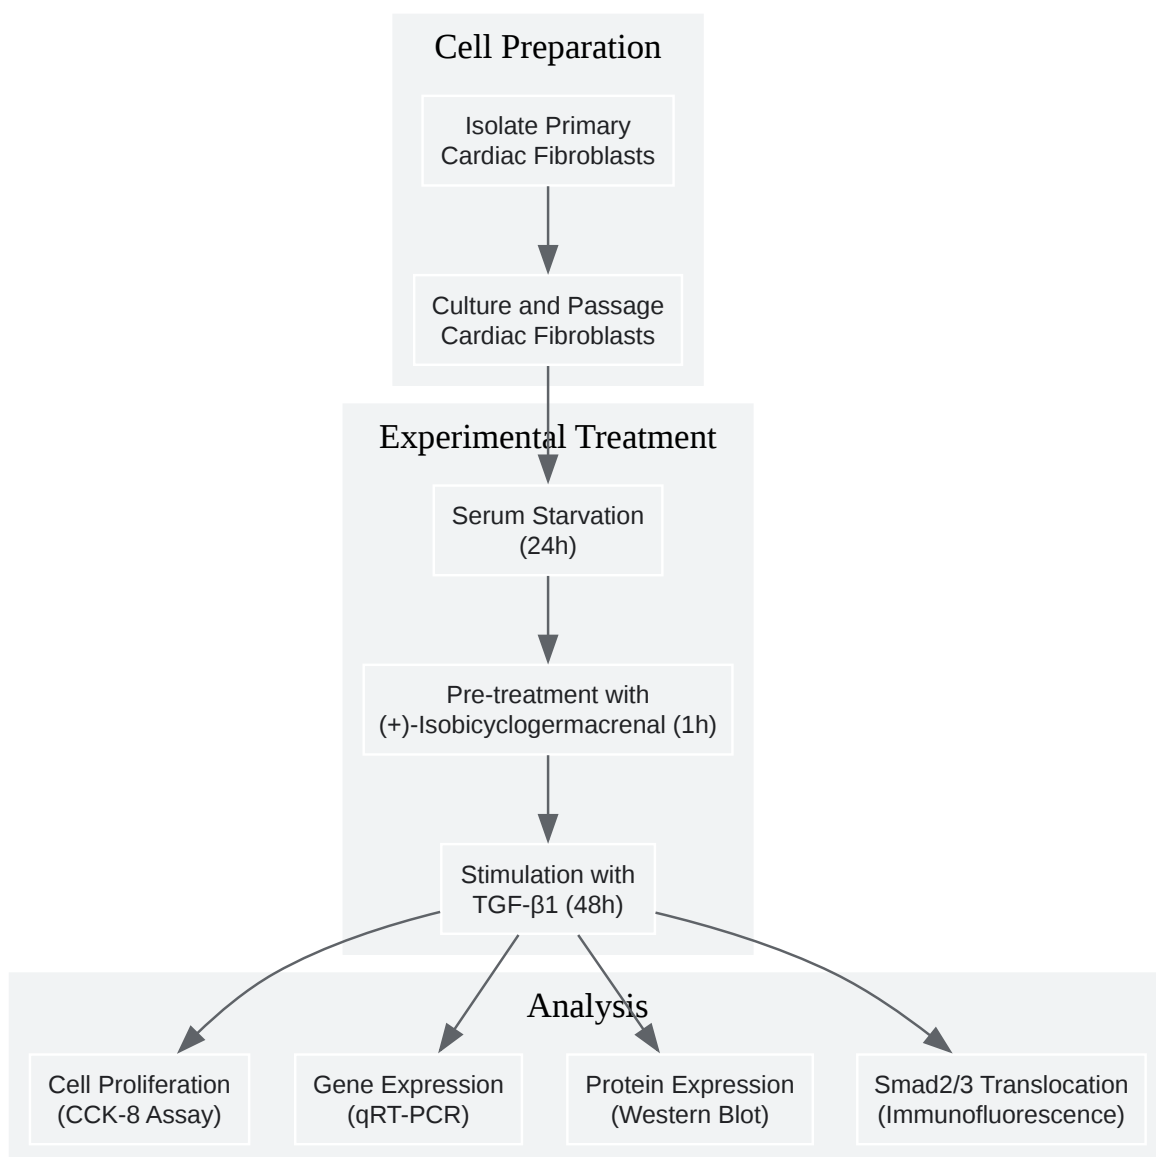 Cell Preparation
Isolate Primary
Cardiac Fibroblasts
Culture and Passage
Cardiac Fibroblasts
Experimental Treatment
Serum Starvation
(24h)
Pre-treatment with
(+)-Isobicyclogermacrenal (1h)
Stimulation with
TGF-β1 (48h)
Analysis
Cell Proliferation
(CCK-8 Assay)
Gene Expression
(qRT-PCR)
Protein Expression
(Western Blot)
Smad2/3 Translocation
(Immunofluorescence)